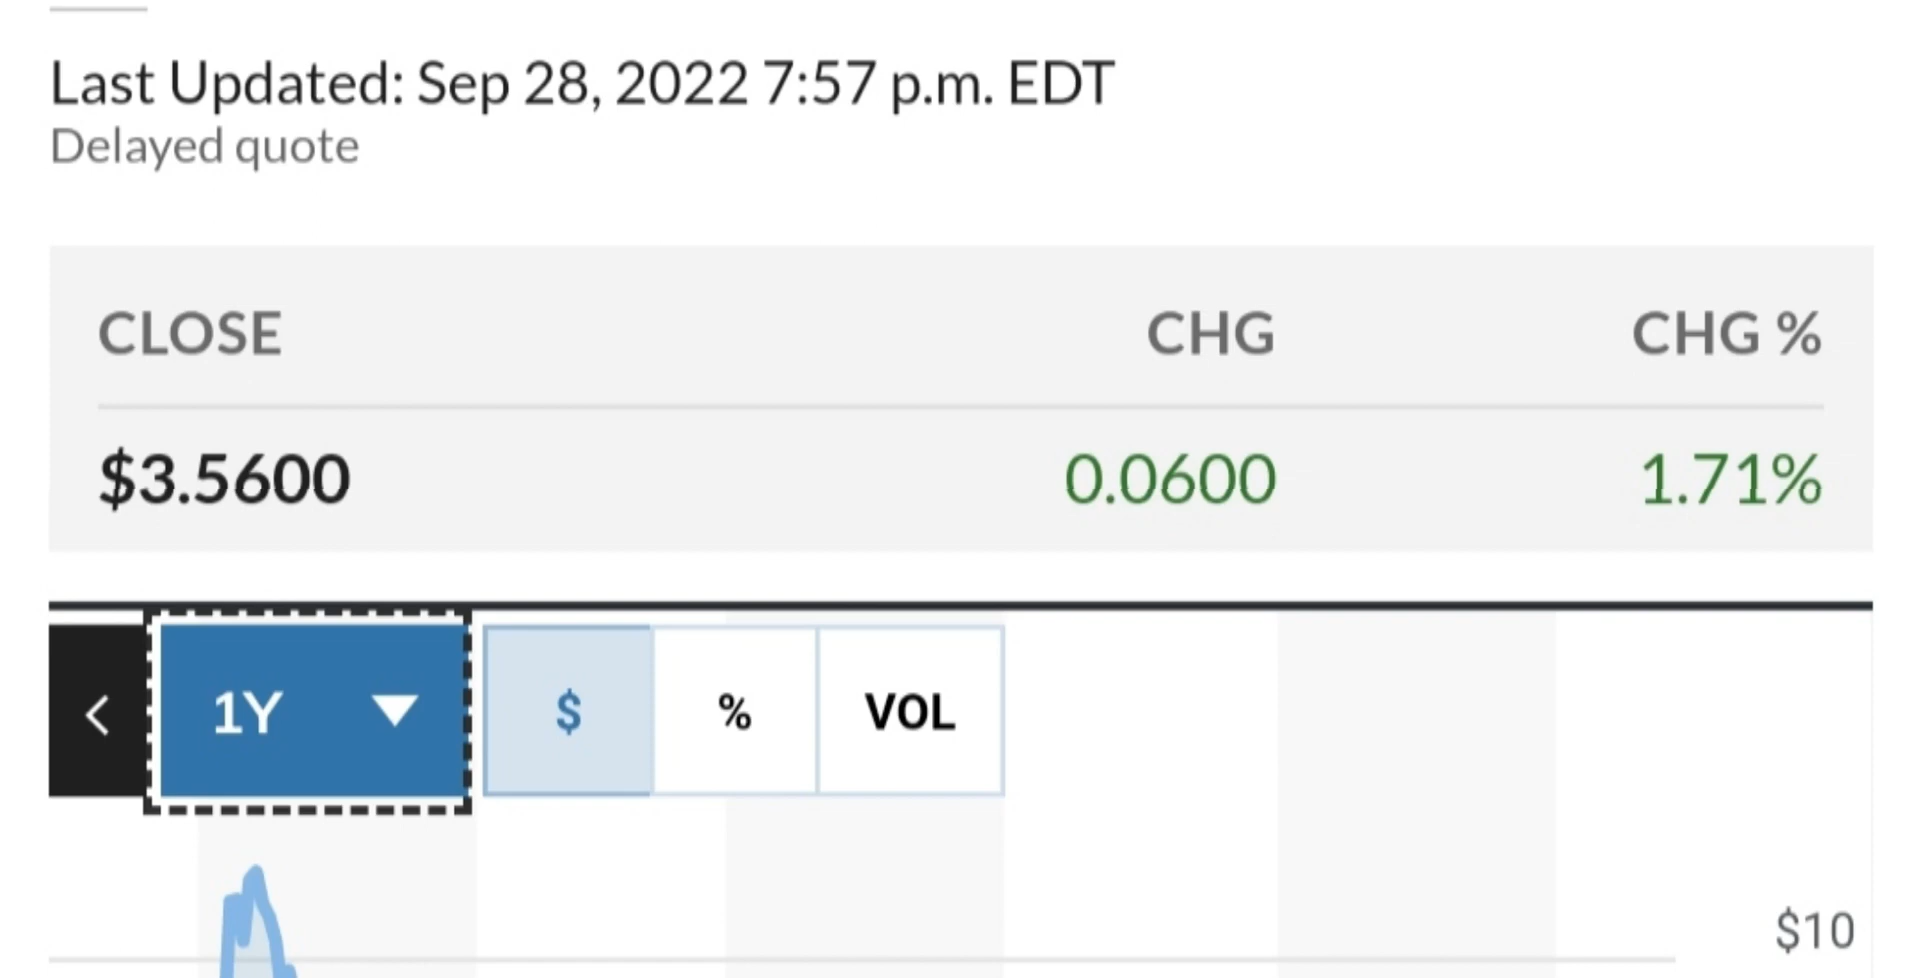 Last Updated: Sep 28, 2022 7:57 p.m. EDT
Delayed quote
CLOSE CHG CHG %
$3.5600 0.0600 1.71%
< 1Y $ % VOL
$10